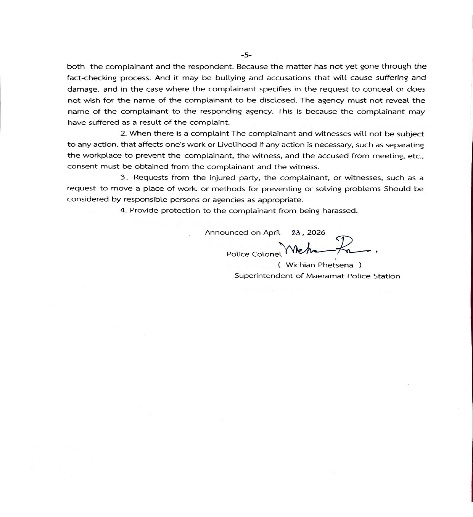 -5-
both the complainant and the respondent. Because the matter has not yet gone through the
fact-checking process. And it may be bullying and accusations that will cause suffering and
damage. and in the case where the complainant specifies in the request to conceal or does
not wish for the name of the complainant to be disclosed. The agency must not reveal the
name of the complainant to the responding agency. This is because the complainant may
have suffered as a result of the complaint.
2. When there is a complaint The complainant and witnesses will not be subject
to any action. that affects one's work or Livelihood If any action is necessary, such as separating
the workplace to prevent the complainant, the witness, and the accused from meeting, etc.,
consent must be obtained from the complainant and the witness.
3. Requests from the injured party, the complainant, or witnesses, such as a
request to move a place of work. or methods for preventing or solving problems Should be
considered by responsible persons or agencies as appropriate.
4. Provide protection to the complainant from being harassed.
Announced on April 23, 2026
Police Colonel
( Wichian Phetsena )
Superintendent of Maeramat Police Station